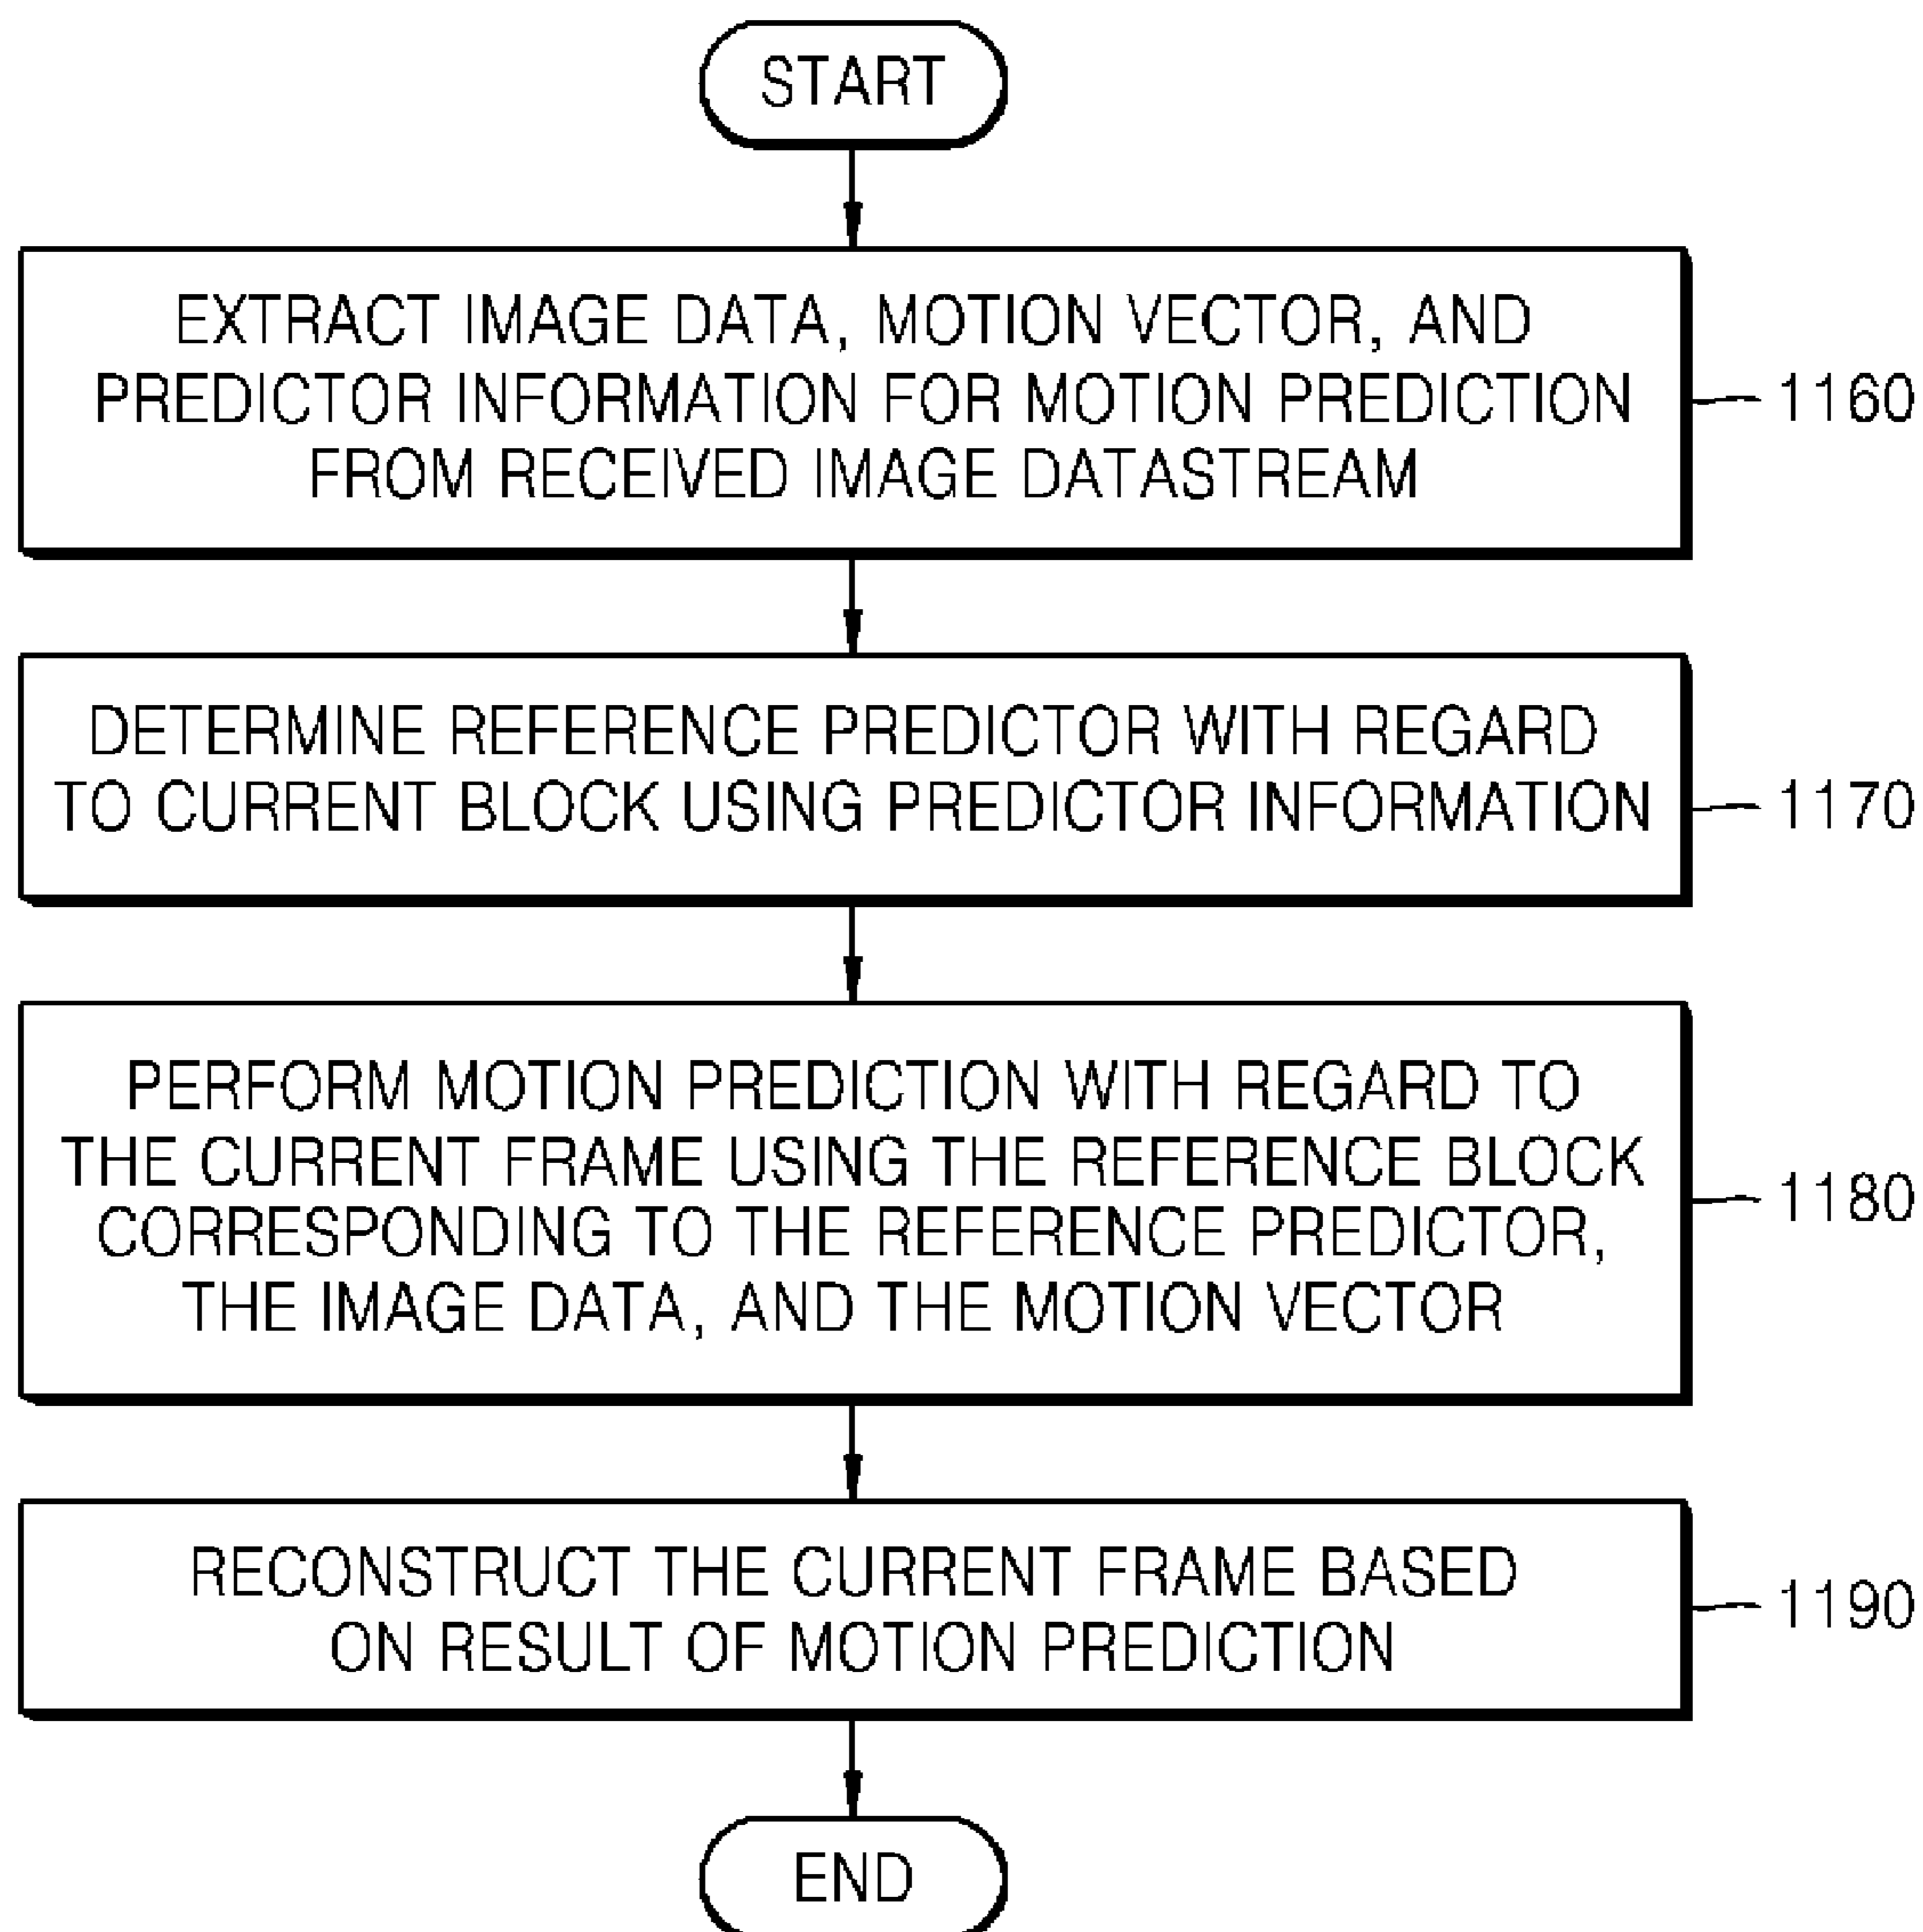 START
EXTRACT IMAGE DATA, MOTION VECTOR, AND
PREDICTOR INFORMATION FOR MOTION PREDICTION
FROM RECEIVED IMAGE DATASTREAM
1160
DETERMINE REFERENCE PREDICTOR WITH REGARD
TO CURRENT BLOCK USING PREDICTOR INFORMATION
1170
PERFORM MOTION PREDICTION WITH REGARD TO
THE CURRENT FRAME USING THE REFERENCE BLOCK
CORRESPONDING TO THE REFERENCE PREDICTOR,
THE IMAGE DATA, AND THE MOTION VECTOR
1180
RECONSTRUCT THE CURRENT FRAME BASED
ON RESULT OF MOTION PREDICTION
1190
END